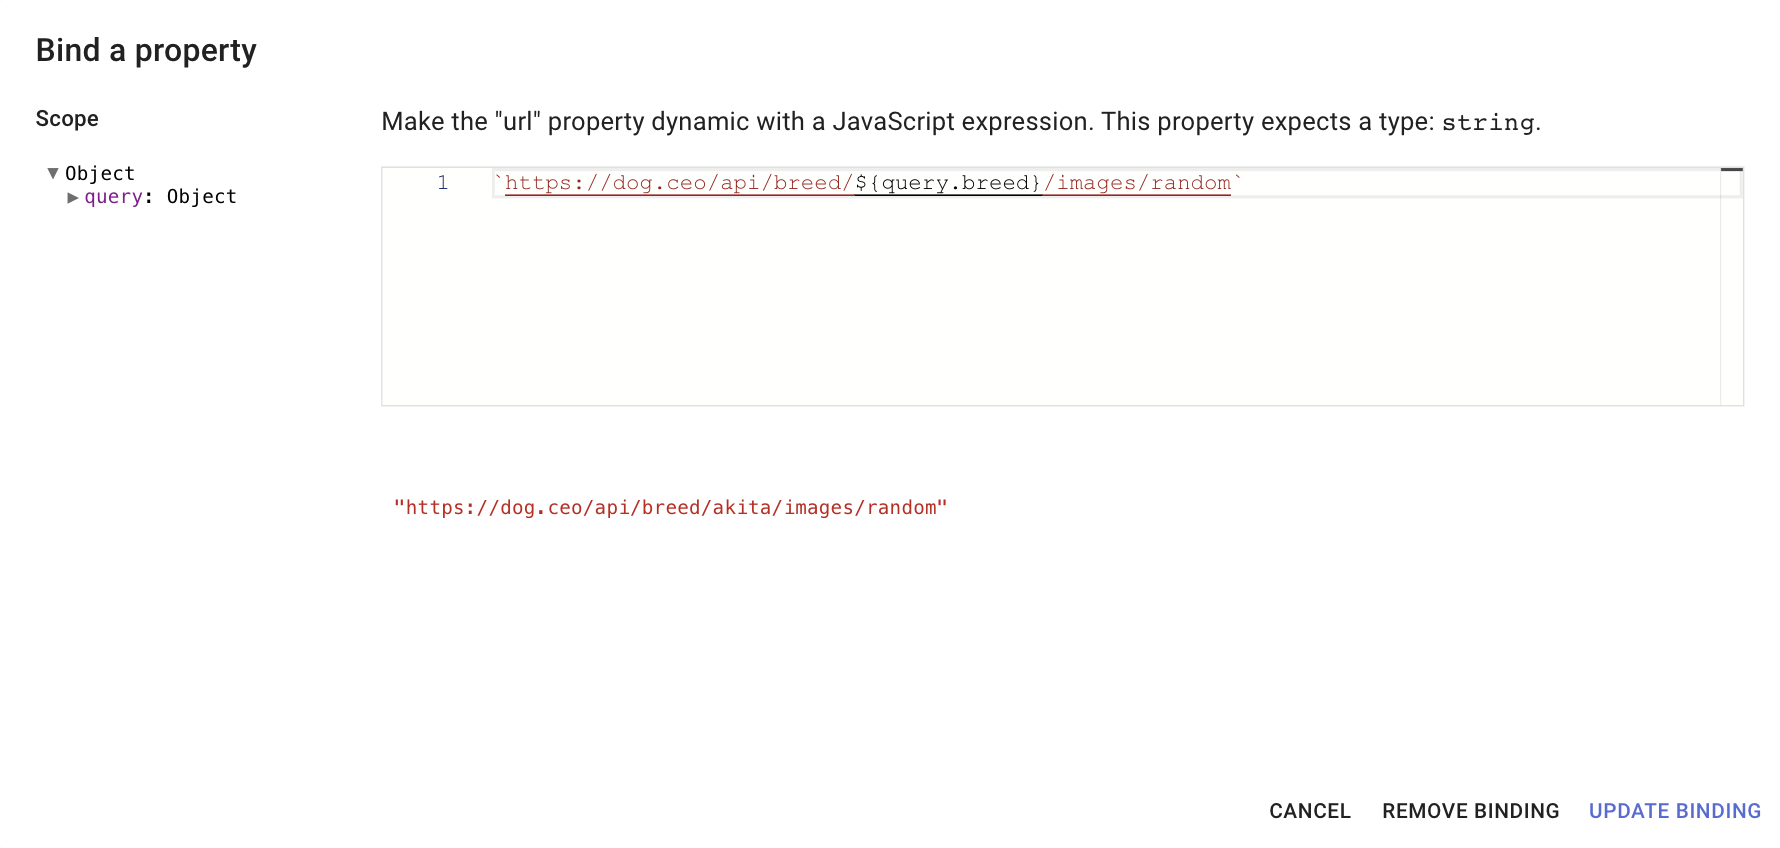 Bind a property
Scope
▼ Object
▶ query: Object
Make the "url" property dynamic with a JavaScript expression. This property expects a type: string.
1 `https://dog.ceo/api/breed/${query.breed}/images/random`
"https://dog.ceo/api/breed/akita/images/random"
CANCEL REMOVE BINDING UPDATE BINDING